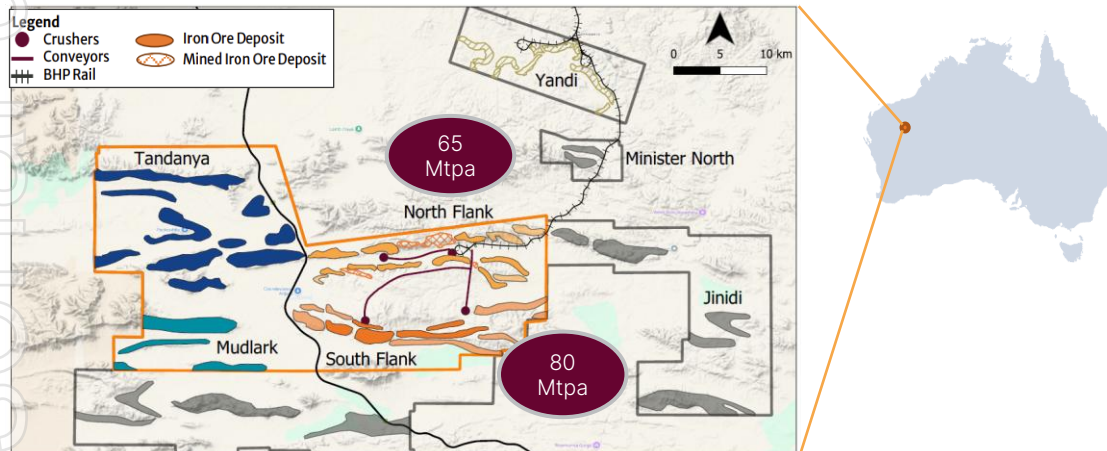 Legend
Crushers
Conveyors
BHP Rail
Iron Ore Deposit
Mined Iron Ore Deposit
0 5 10 km
Yandi
65
Mtpa
Minister North
Tandanya
North Flank
Jinidi
Mudlark
South Flank
80
Mtpa